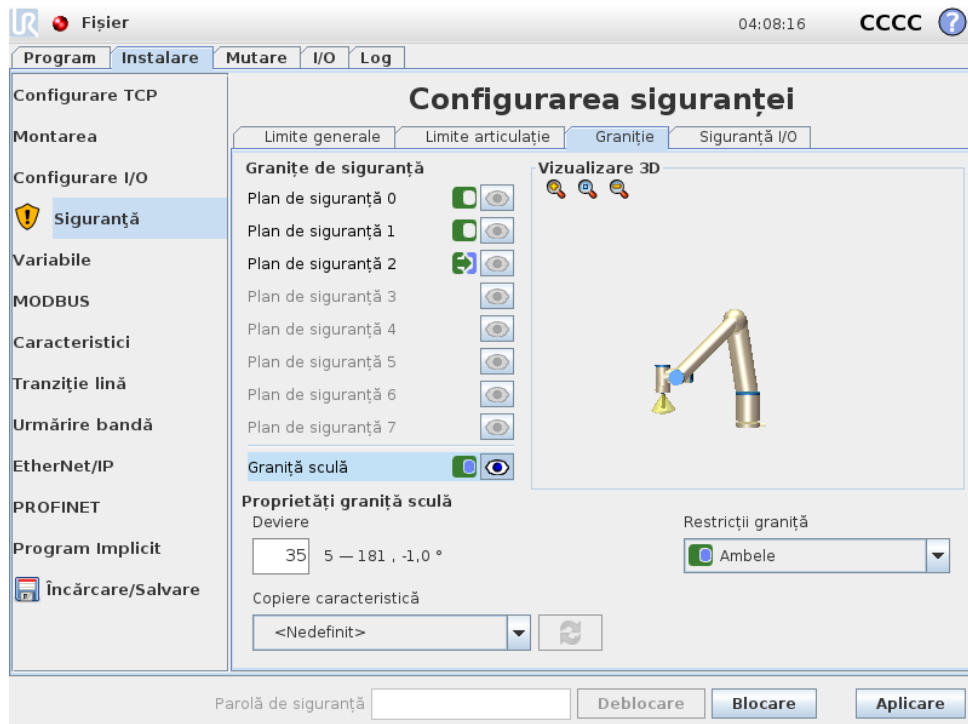 UR Fișier 04:08:16 CCCC ?
Program Instalare Mutare I/O Log
Configurare TCP
Montarea
Configurare I/O
Siguranță
Variabile
MODBUS
Caracteristici
Tranziție lină
Urmărire bandă
EtherNet/IP
PROFINET
Program Implicit
Încărcare/Salvare
Configurarea siguranței
Limite generale Limite articulație Graniție Siguranță I/O
Granițe de siguranță
Plan de siguranță 0
Plan de siguranță 1
Plan de siguranță 2
Plan de siguranță 3
Plan de siguranță 4
Plan de siguranță 5
Plan de siguranță 6
Plan de siguranță 7
Graniță sculă
Vizualizare 3D
Proprietăți graniță sculă
Deviere
35 5 — 181 , -1,0 °
Restricții graniță
Ambele
Copiere caracteristică
<Nedefinit>
Parolă de siguranță Deblocare Blocare Aplicare